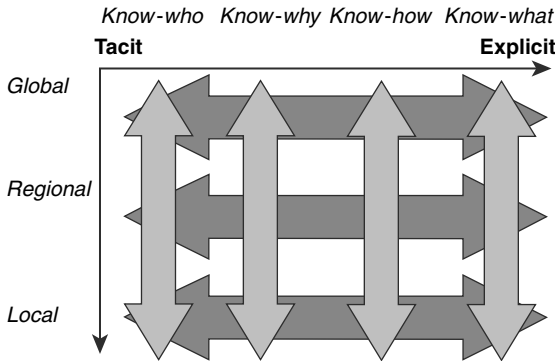 Know-who Know-why Know-how Know-what
Tacit Explicit
Global
Regional
Local